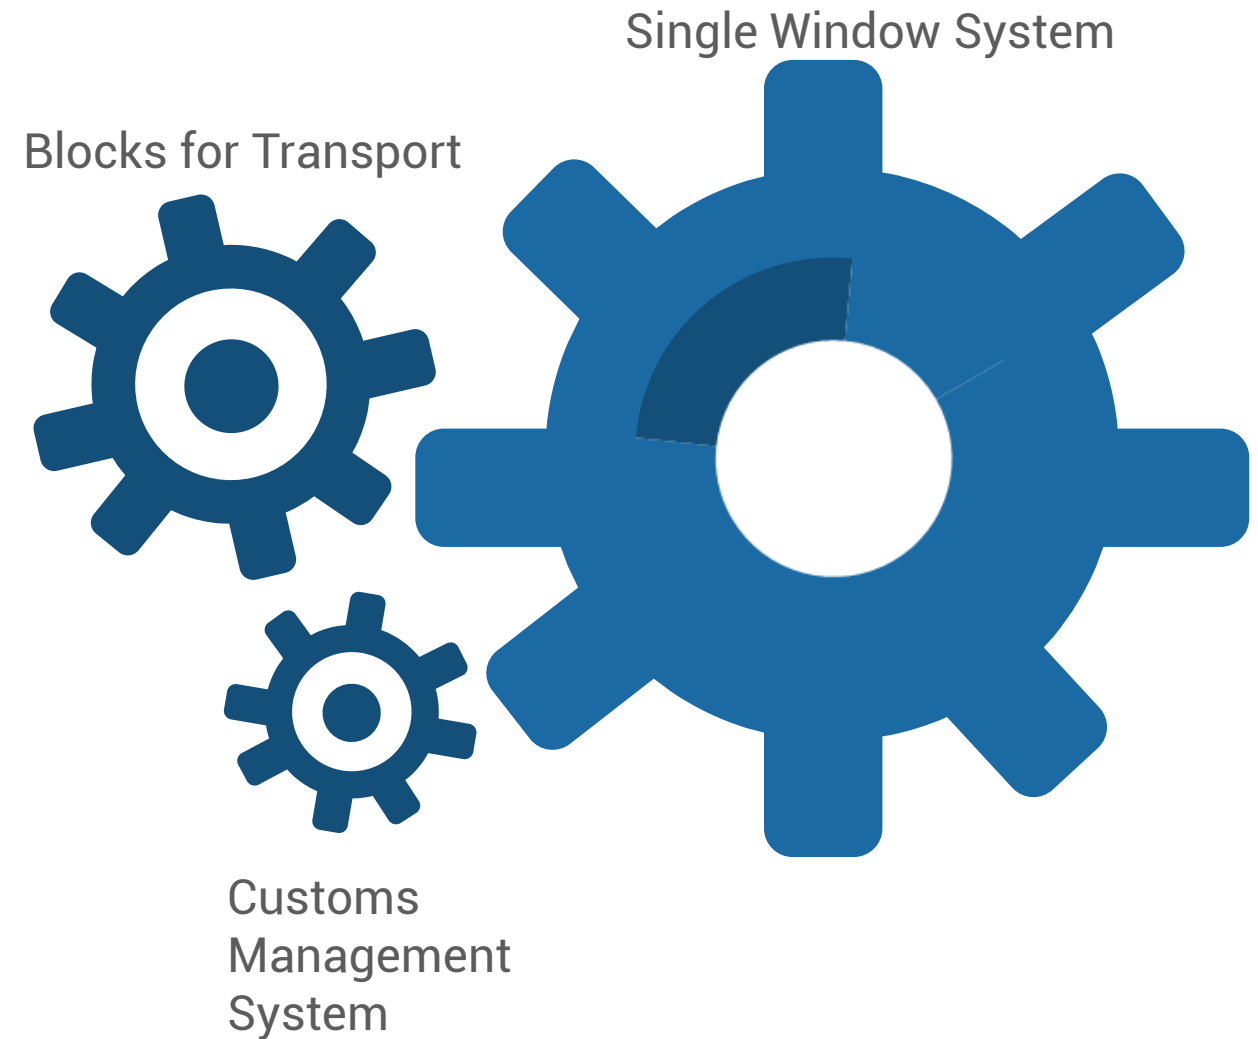 Single Window System
Blocks for Transport
Customs
Management
System